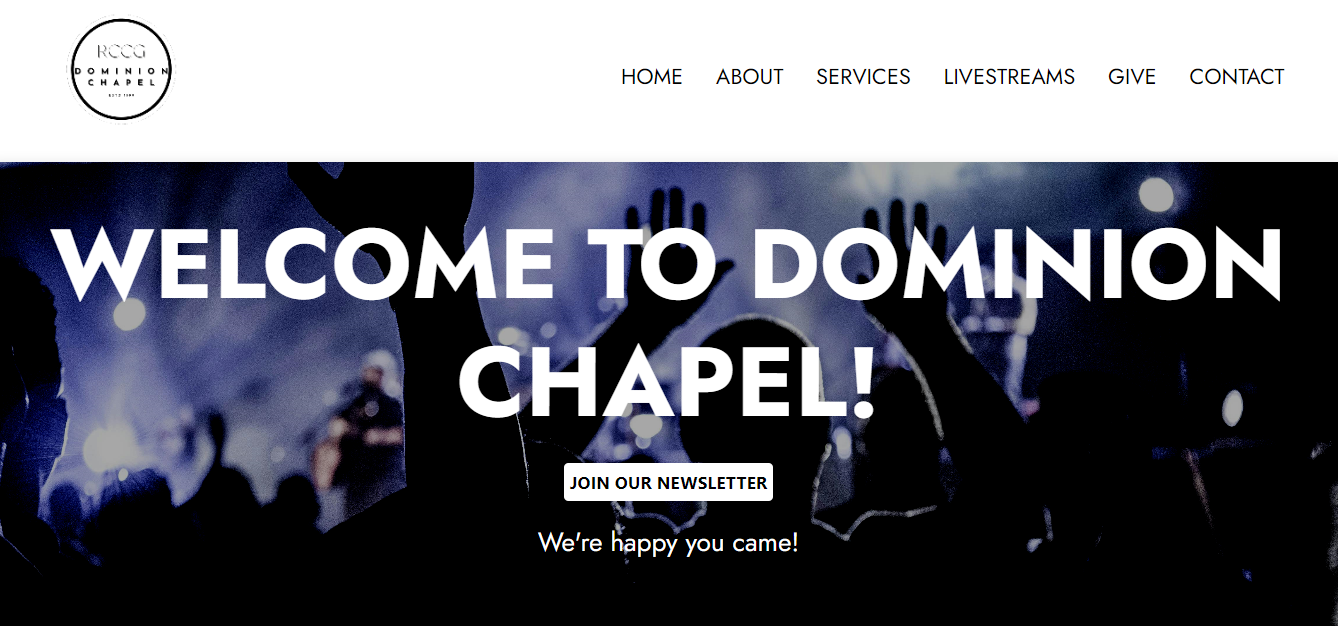 RCCG
DOMINION
CHAPEL
HOME ABOUT SERVICES LIVESTREAMS GIVE CONTACT
WELCOME TO DOMINION
CHAPEL!
JOIN OUR NEWSLETTER
We're happy you came!